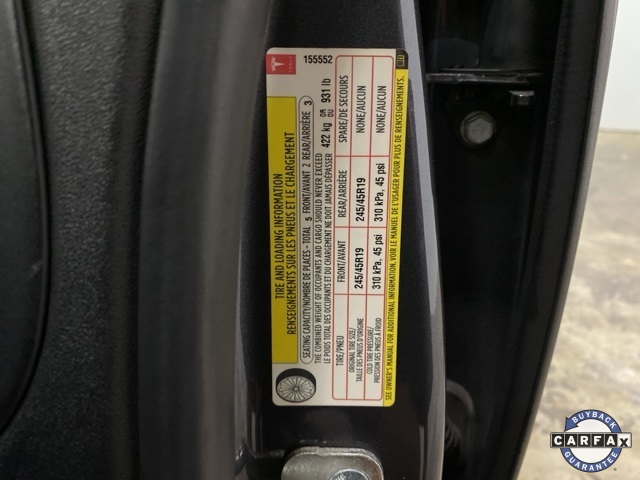 TESLA
155552
TIRE AND LOADING INFORMATION
RENSEIGNEMENTS SUR LES PNEUS ET LE CHARGEMENT
SEATING CAPACITY/NOMBRE DE PLACES - TOTAL 5 FRONT/AVANT 2 REAR/ARRIÈRE 3
THE COMBINED WEIGHT OF OCCUPANTS AND CARGO SHOULD NEVER EXCEED
LE POIDS TOTAL DES OCCUPANTS ET DU CHARGEMENT NE DOIT JAMAIS DÉPASSER
422 kg OR OU 931 lb
TIRE/PNEU FRONT/AVANT REAR/ARRIÈRE SPARE/DE SECOURS
ORIGINAL TIRE SIZE/
TAILLE DES PNEUS D'ORIGINE
245/45R19 245/45R19 NONE/AUCUN
COLD TIRE PRESSURE/
PRESSION DES PNEUS À FROID
310 kPa, 45 psi 310 kPa, 45 psi NONE/AUCUN
SEE OWNER'S MANUAL FOR ADDITIONAL INFORMATION. VOIR LE MANUEL DE L'USAGER POUR PLUS DE RENSEIGNEMENTS.
BUYBACK
CARFAX
GUARANTEE